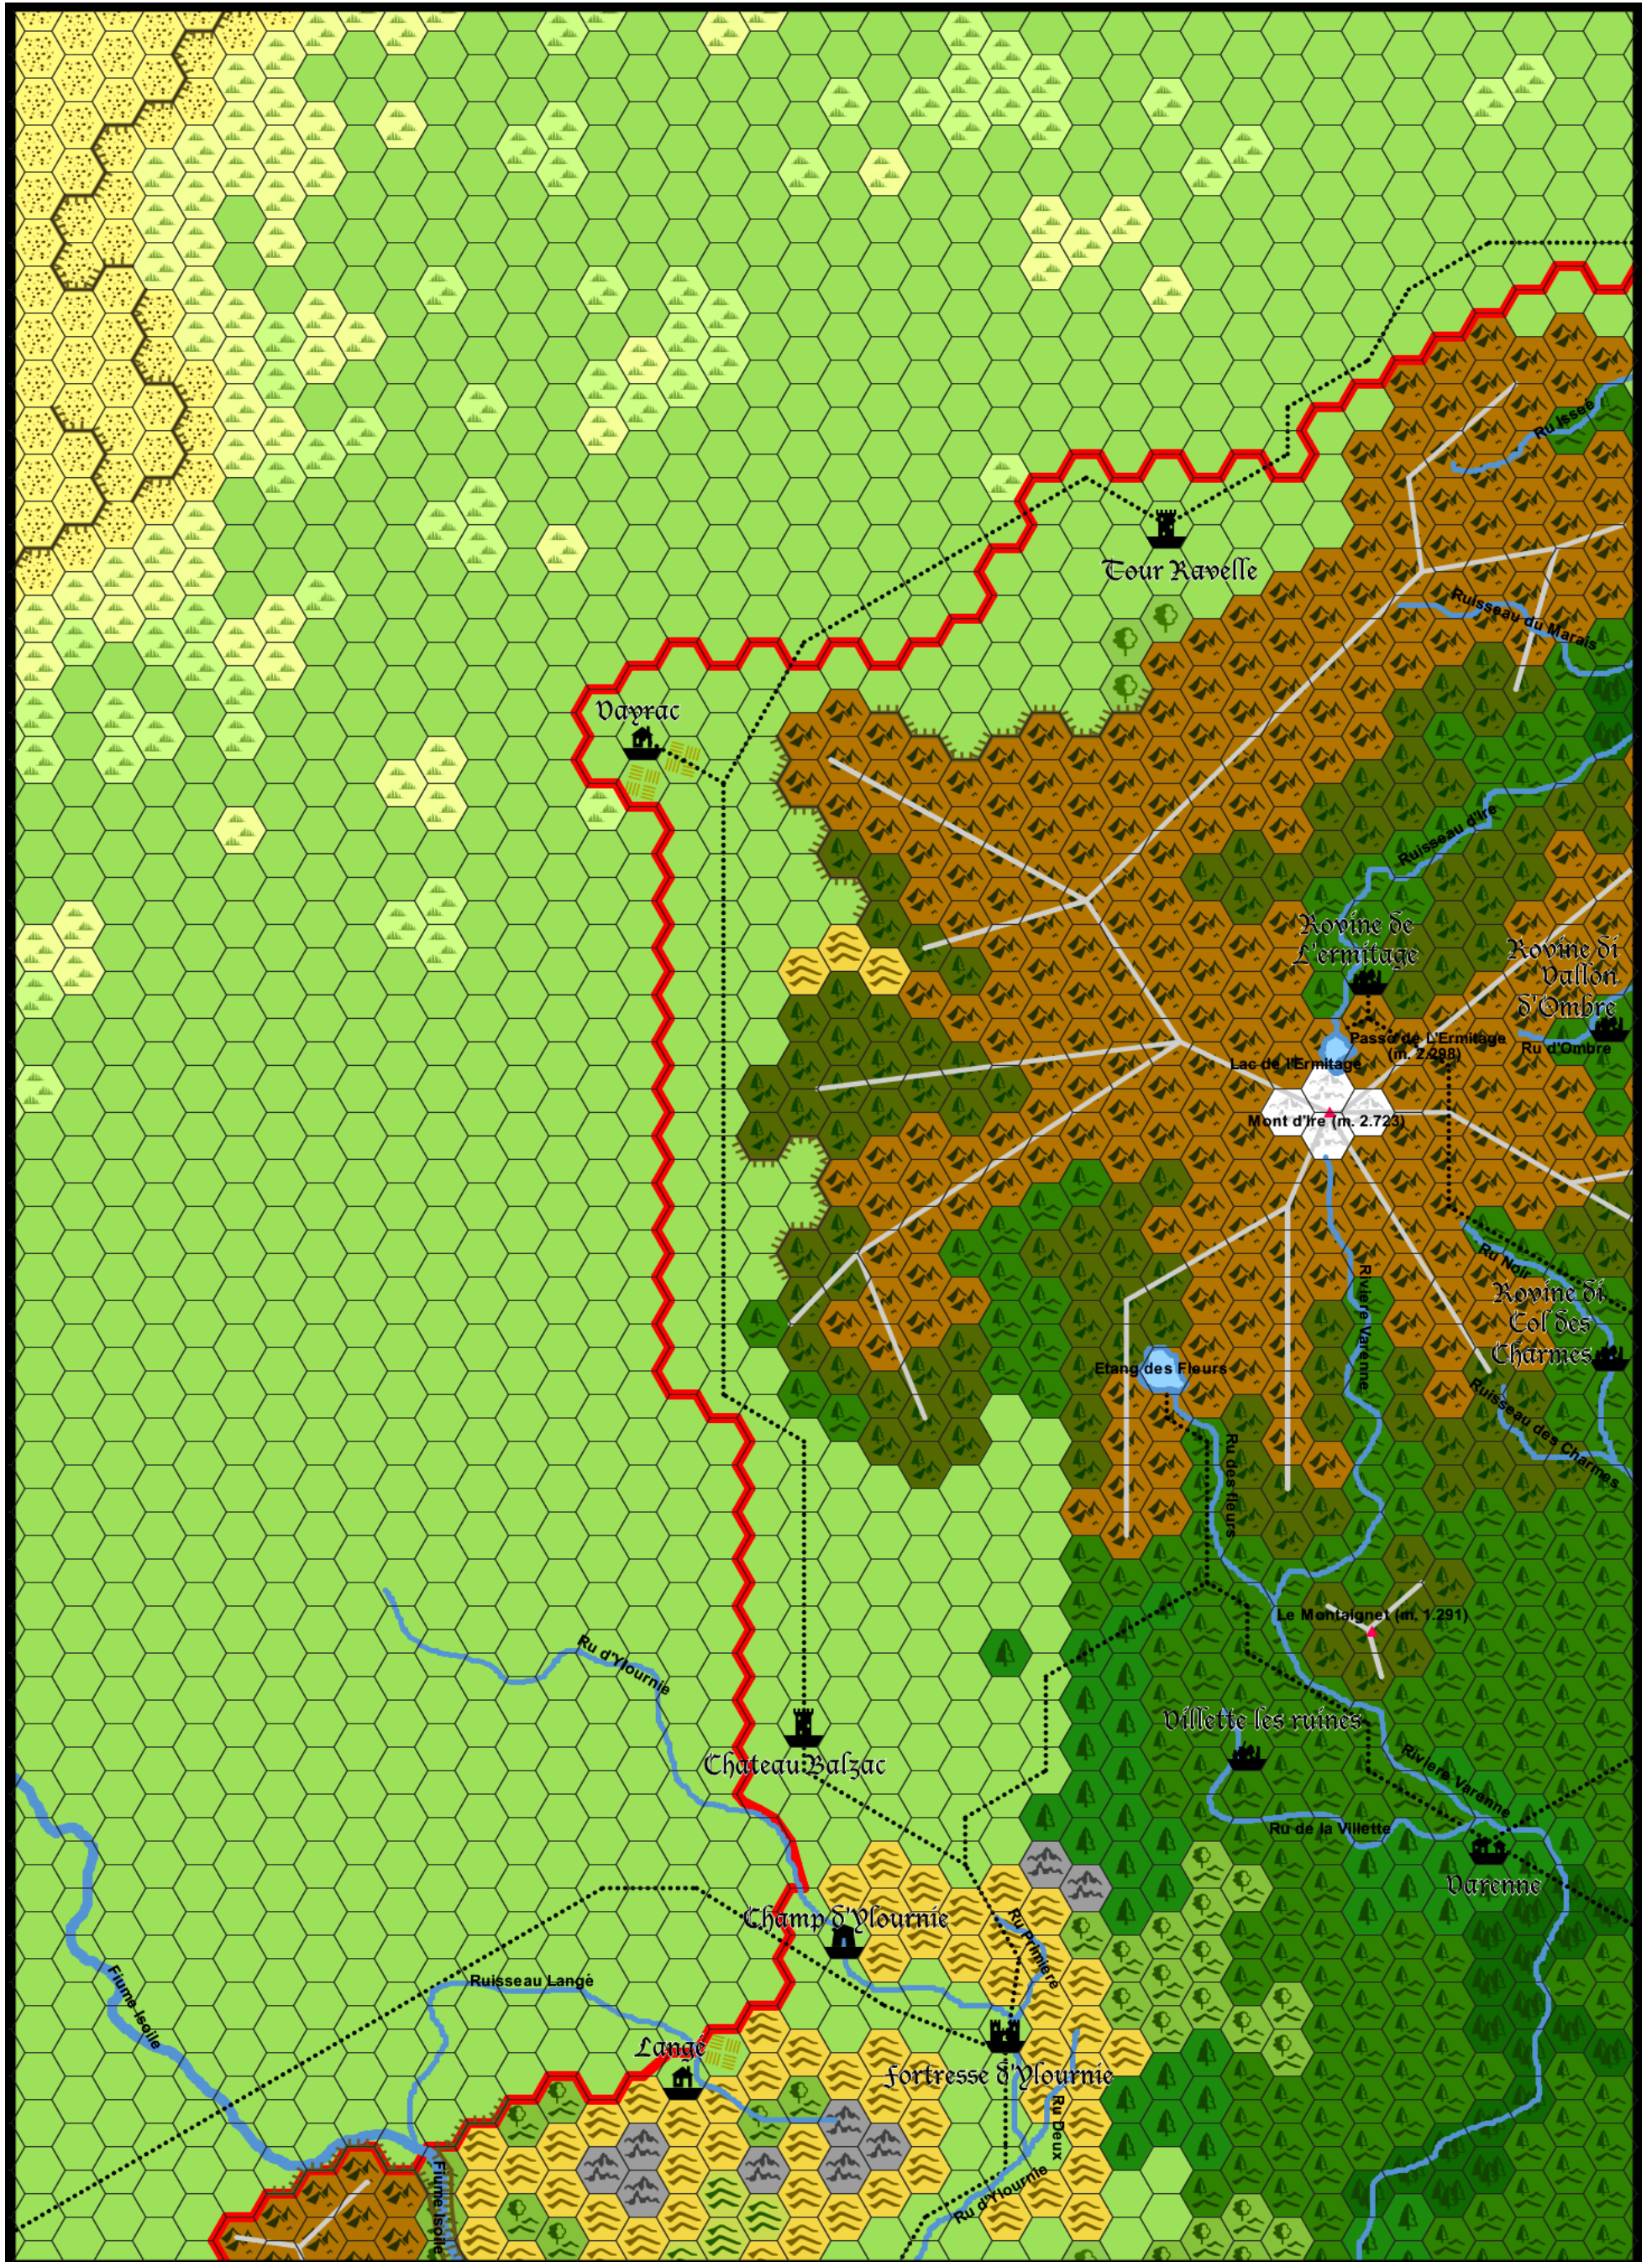 Ru Isseé
Tour Ravelle
Ruisseau du Marais
Vayrac
Ruisseau d'Ire
Rovine de
L'ermitage
Rovine di
Vallon
d'Ombre
Passo de L'Ermitage
(m. 2.298)
Ru d'Ombre
Lac de l'Ermitage
Mont d'Ire (m. 2.723)
Ru Noir
Riviere Varenne
Rovine di
Col des
Charmes
Etang des Fleurs
Ruisseau des Charmes
Ru des fleurs
Le Montaignet (m. 1.291)
Ru d'Ylournie
Villette les ruines
Chateau Balzac
Riviere Varenne
Ru de la Villette
Varenne
Champ d'Ylournie
Ru Primiere
Fiume Isoile
Ruisseau Langé
Langé
Fortresse d'Ylournie
Ru Deux
Fiume Isoile
Ru d'Ylournie